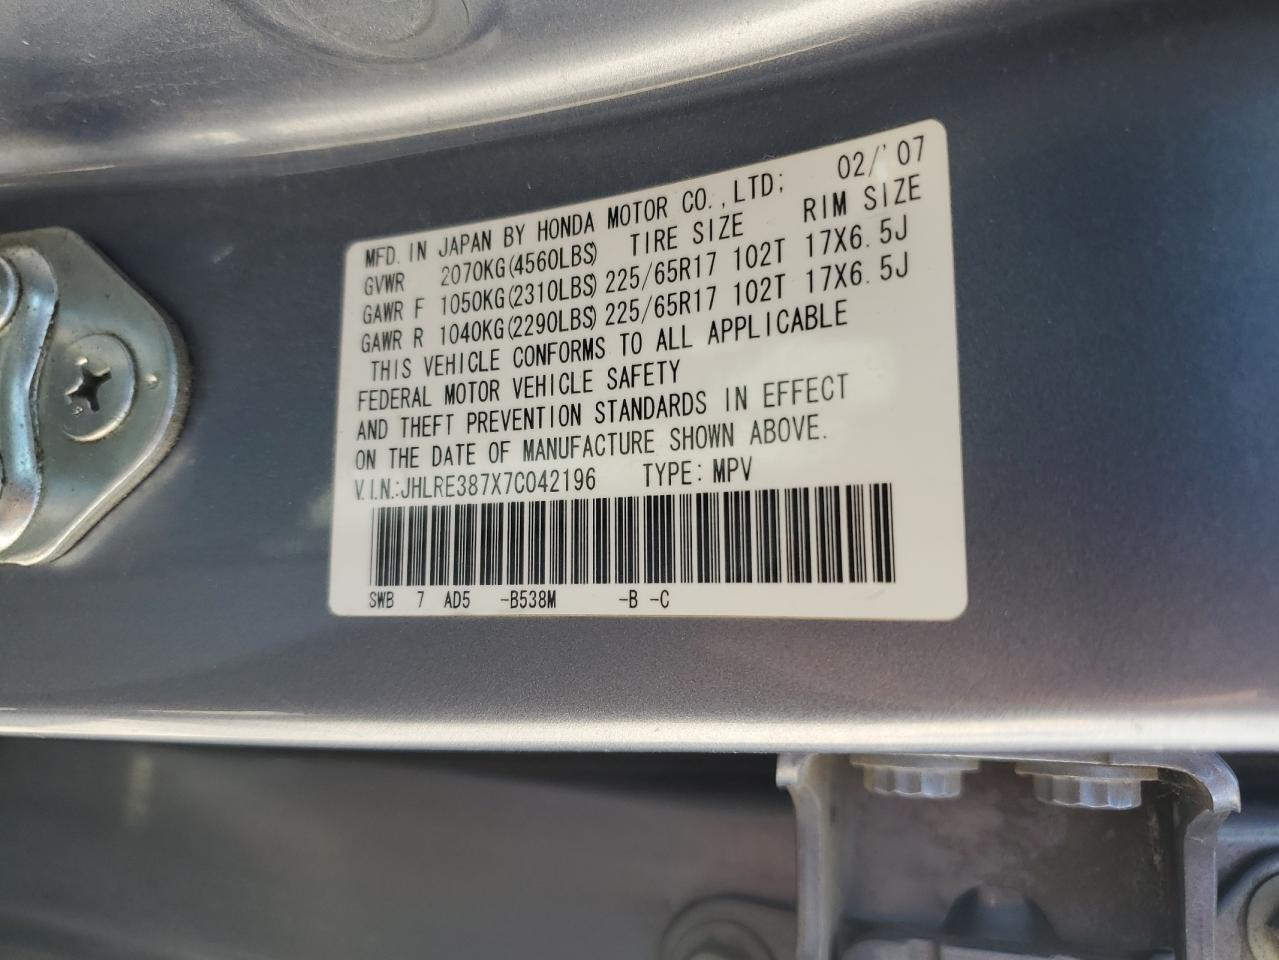 MFD. IN JAPAN BY HONDA MOTOR CO.,LTD; 02/'07
GVWR 2070KG(4560LBS) TIRE SIZE RIM SIZE
GAWR F 1050KG(2310LBS) 225/65R17 102T 17X6.5J
GAWR R 1040KG(2290LBS) 225/65R17 102T 17X6.5J
THIS VEHICLE CONFORMS TO ALL APPLICABLE
FEDERAL MOTOR VEHICLE SAFETY
AND THEFT PREVENTION STANDARDS IN EFFECT
ON THE DATE OF MANUFACTURE SHOWN ABOVE.
V.I.N.:JHLRE387X7C042196 TYPE: MPV
SWB 7 AD5 -B538M -B -C